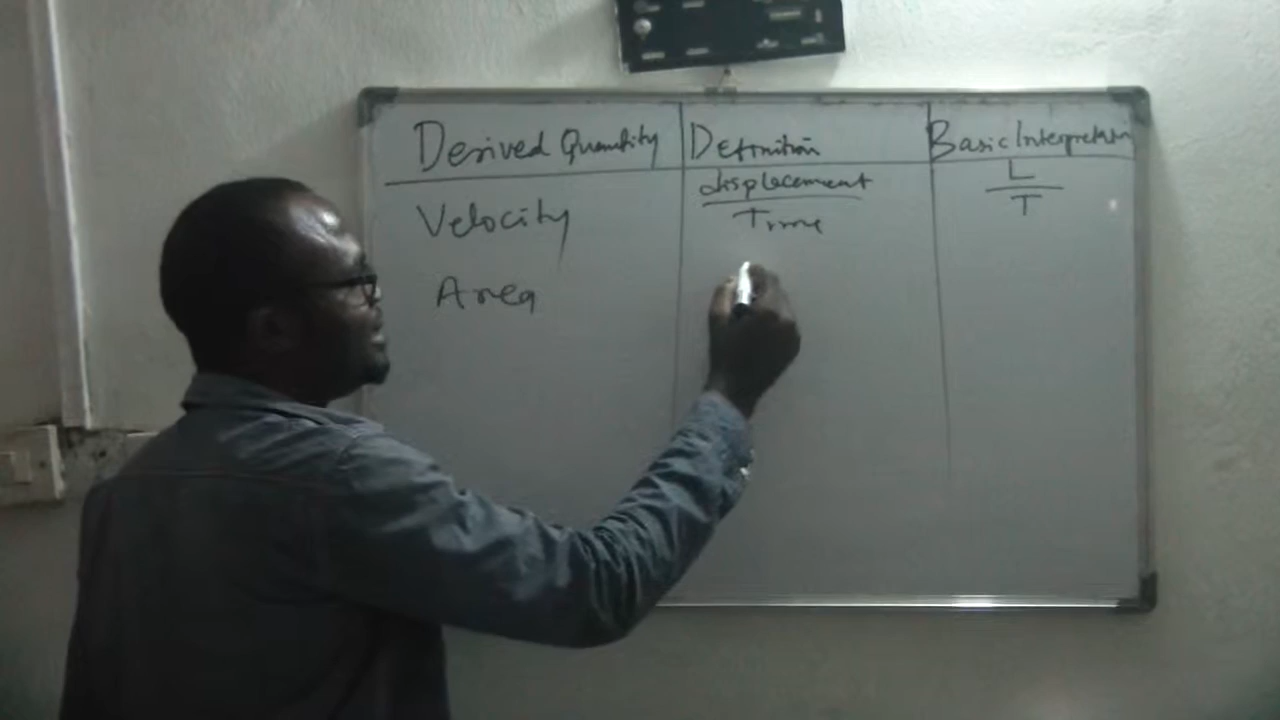 Derived Quantity Definition Basic Interpretation
Velocity displacement L
Time T
Area